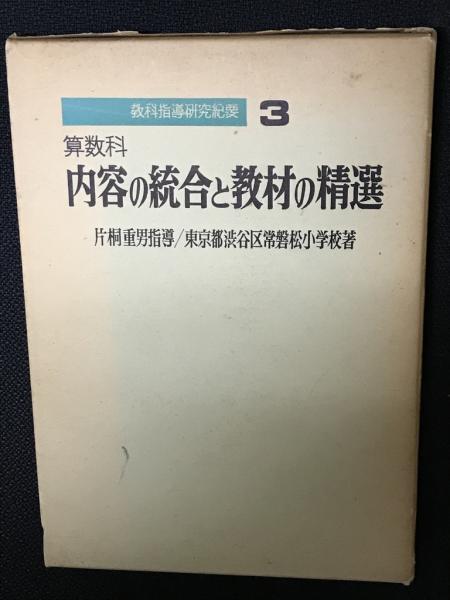 教科指導研究紀要 3
算数科
内容の統合と教材の精選
片桐重男指導/東京都渋谷区常磐松小学校著